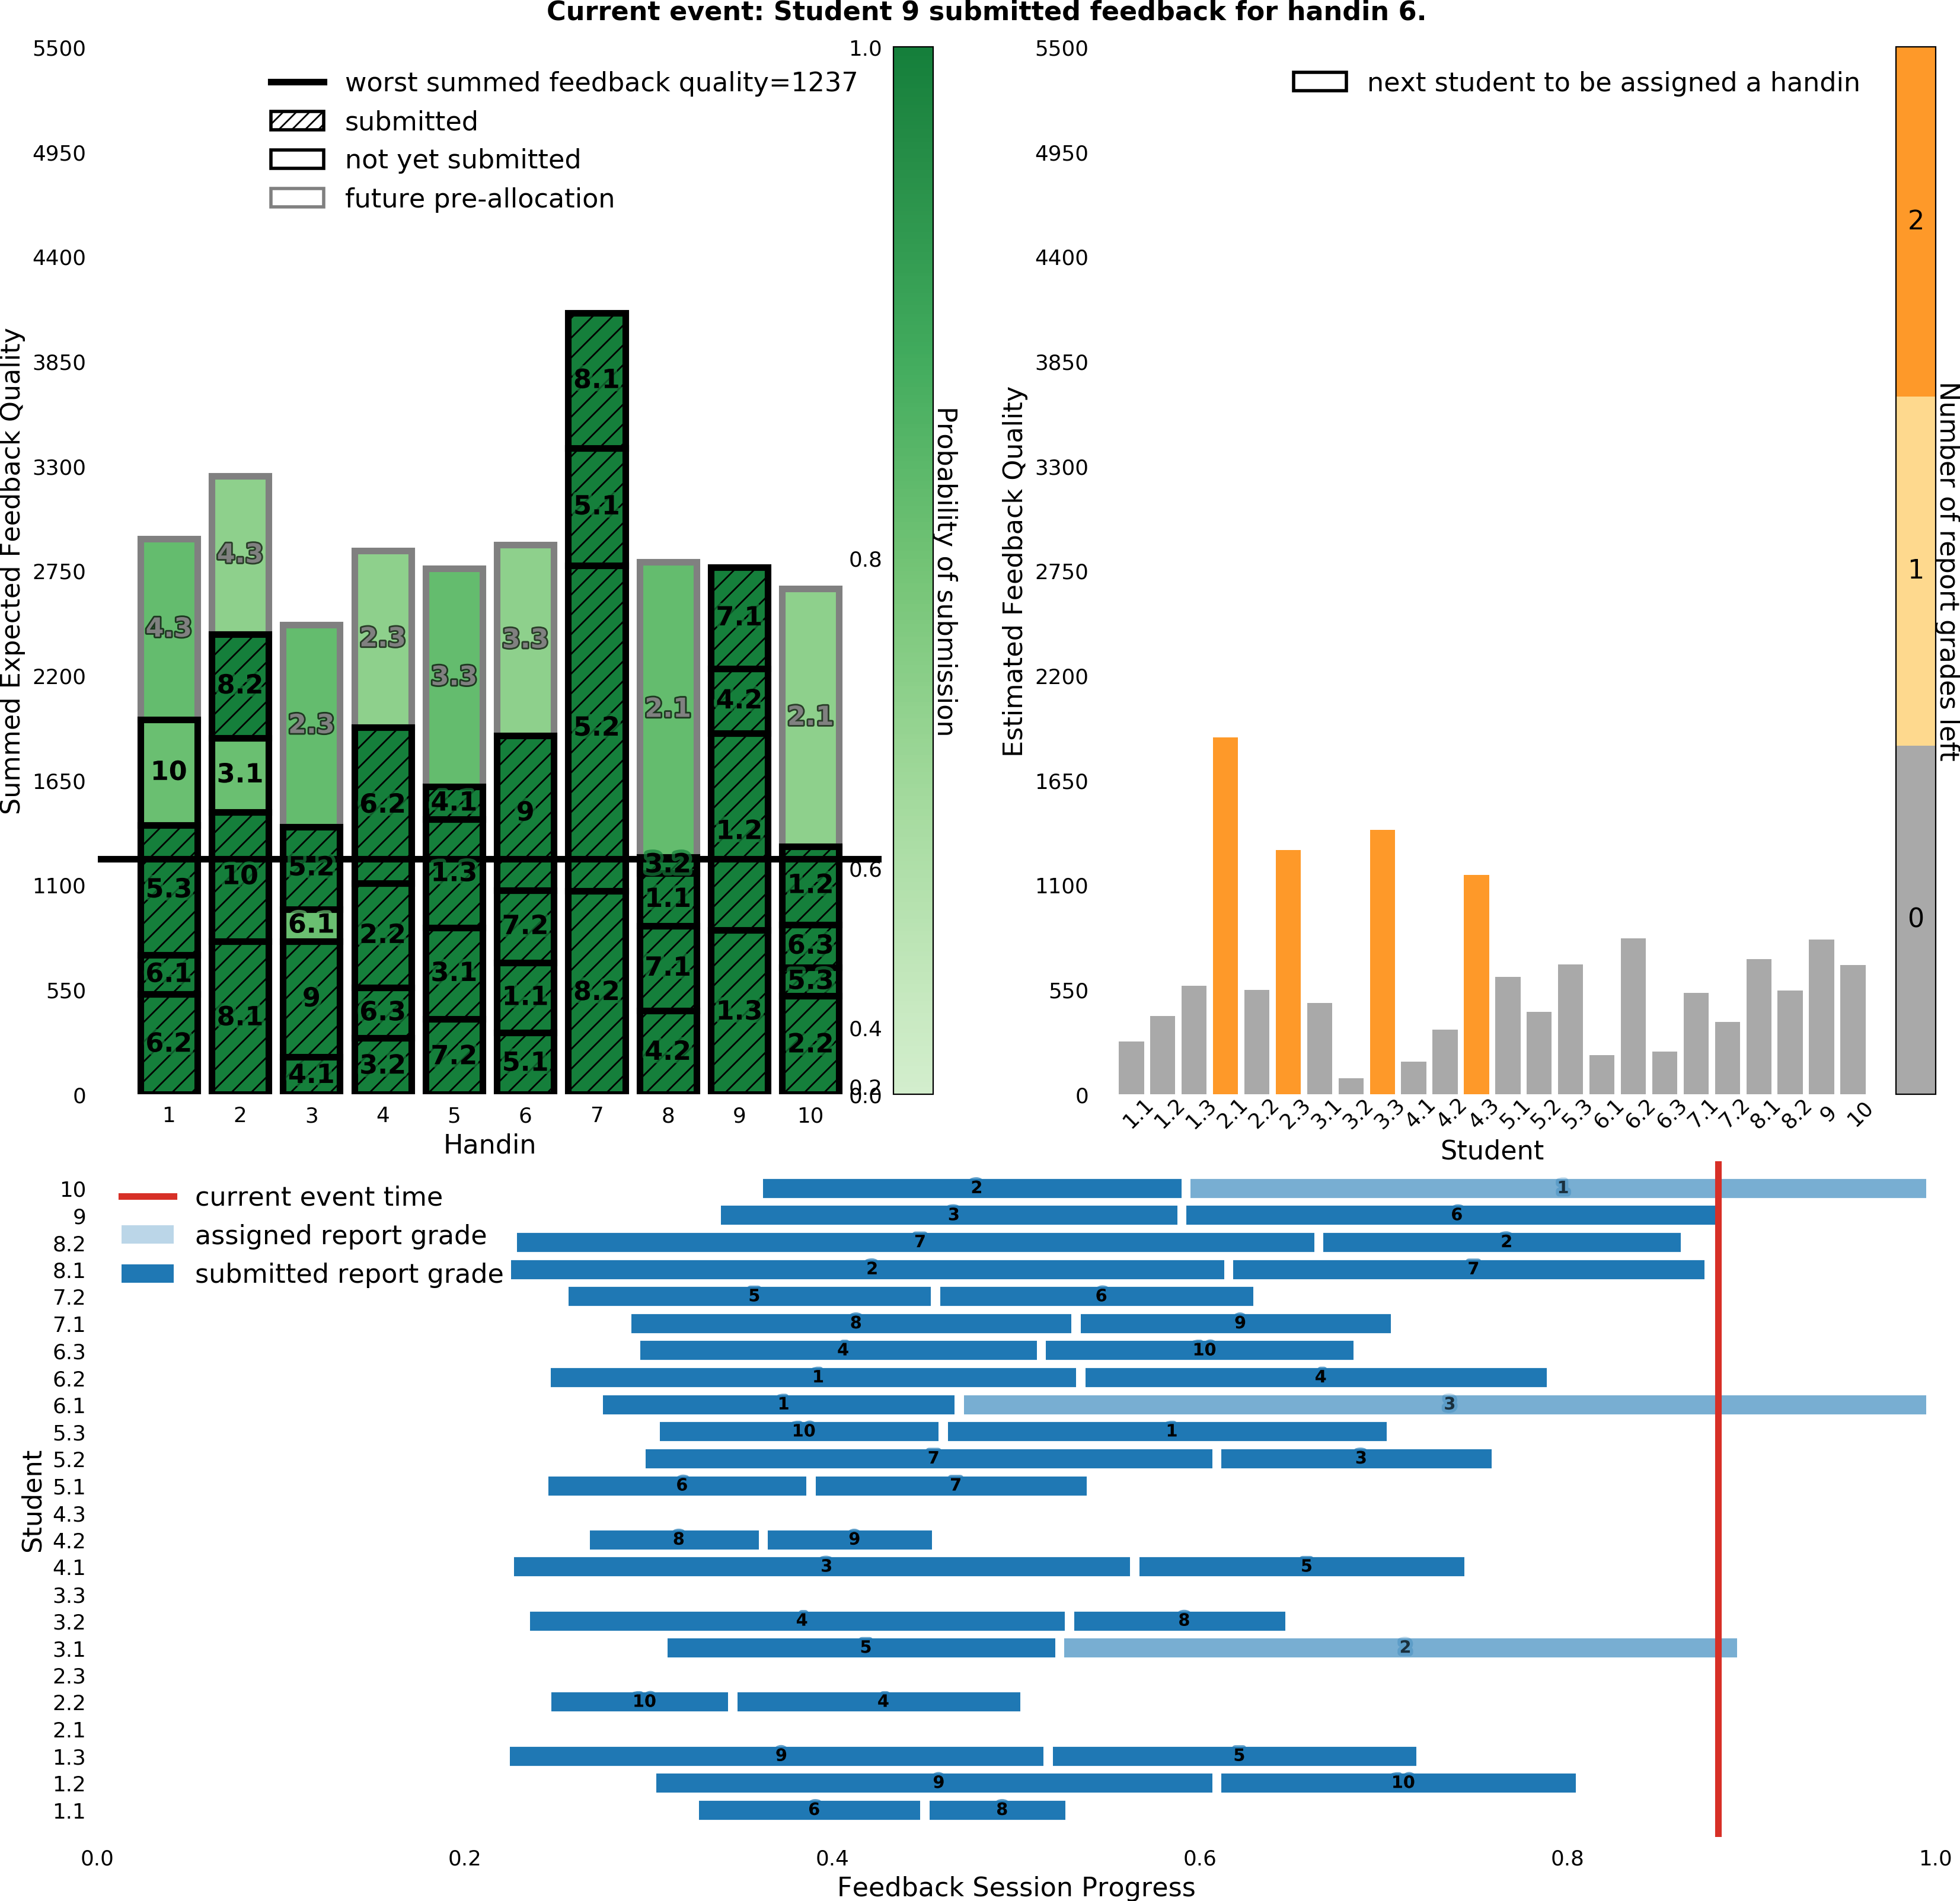 Current event: Student 9 submitted feedback for handin 6.
5500
4950
4400
3850
3300
2750
2200
1650
1100
550
0
Summed Expected Feedback Quality
worst summed feedback quality=1237
submitted
not yet submitted
future pre-allocation
4.3
10
5.3
6.1
6.2
4.3
8.2
3.1
10
8.1
2.3
5.2
6.1
9
4.1
2.3
6.2
2.2
6.3
3.2
3.3
4.1
1.3
3.1
7.2
3.3
9
7.2
1.1
5.1
8.1
5.1
5.2
8.2
2.1
3.2
1.1
7.1
4.2
7.1
4.2
1.2
1.3
2.1
1.2
6.3
5.3
2.2
1 2 3 4 5 6 7 8 9 10
Handin
1.0
0.8
0.6
0.4
0.2
0.0
Probability of submission
5500
4950
4400
3850
3300
2750
2200
1650
1100
550
0
Estimated Feedback Quality
next student to be assigned a handin
1.1 1.2 1.3 2.1 2.2 2.3 3.1 3.2 3.3 4.1 4.2 4.3 5.1 5.2 5.3 6.1 6.2 6.3 7.1 7.2 8.1 8.2 9 10
Student
2
1
0
Number of report grades left
current event time
assigned report grade
submitted report grade
Student
10 2 1
9 3 6
8.2 7 2
8.1 2 7
7.2 5 6
7.1 8 9
6.3 4 10
6.2 1 4
6.1 1 3
5.3 10 1
5.2 7 3
5.1 6 7
4.3
4.2 8 9
4.1 3 5
3.3
3.2 4 8
3.1 5 2
2.3
2.2 10 4
2.1
1.3 9 5
1.2 9 10
1.1 6 8
0.0 0.2 0.4 0.6 0.8 1.0
Feedback Session Progress